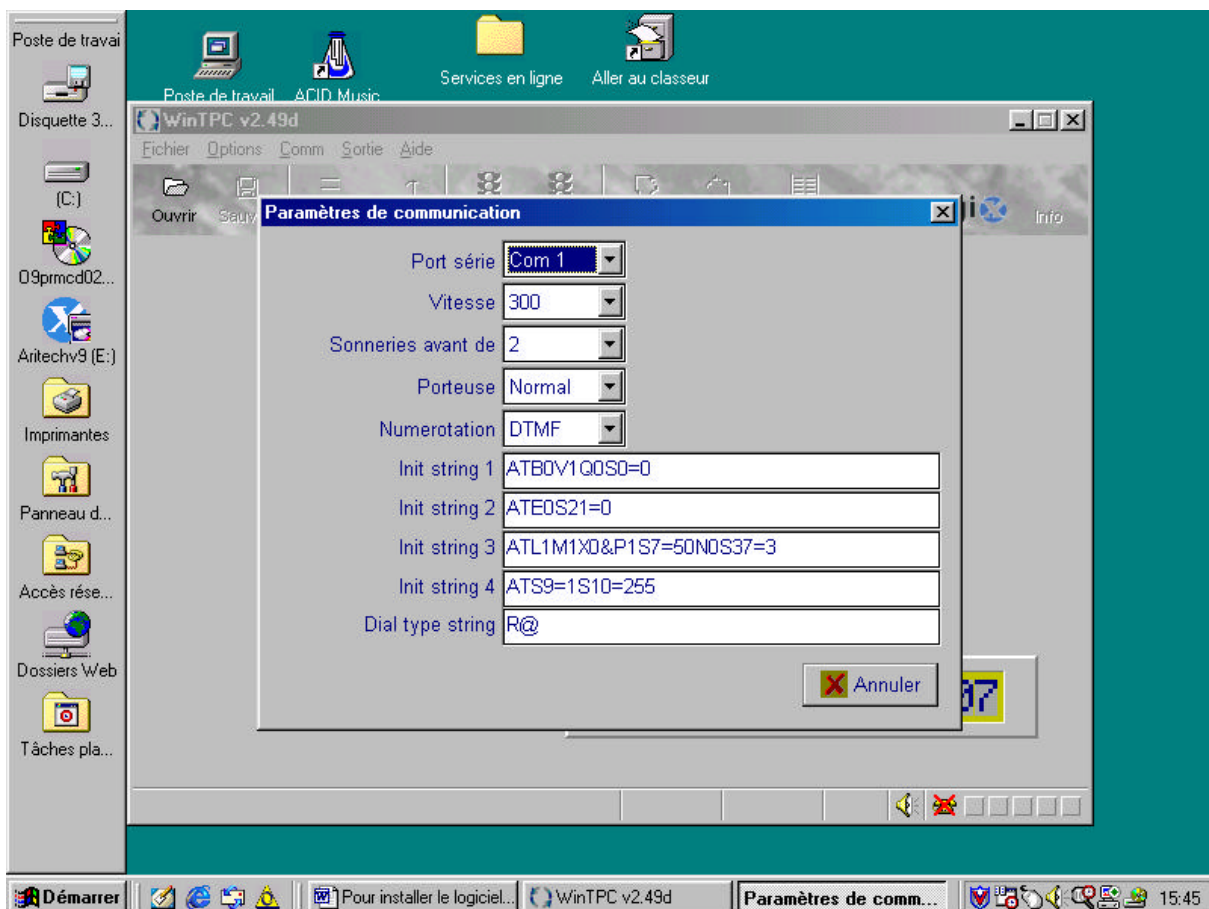 Poste de travai
Disquette 3...
(C:)
09prmcd02...
Aritechv9 (E:)
Imprimantes
Panneau d...
Accès rése...
Dossiers Web
Tâches pla...
Poste de travail
ACID Music
Services en ligne
Aller au classeur
WinTPC v2.49d
Fichier Options Comm Sortie Aide
Ouvrir
Info
Paramètres de communication
Port série Com 1
Vitesse 300
Sonneries avant de 2
Porteuse Normal
Numerotation DTMF
Init string 1 ATB0V1Q0S0=0
Init string 2 ATE0S21=0
Init string 3 ATL1M1X0&P1S7=50N0S37=3
Init string 4 ATS9=1S10=255
Dial type string R@
Annuler
Démarrer
Pour installer le logiciel...
WinTPC v2.49d
Paramètres de comm...
15:45